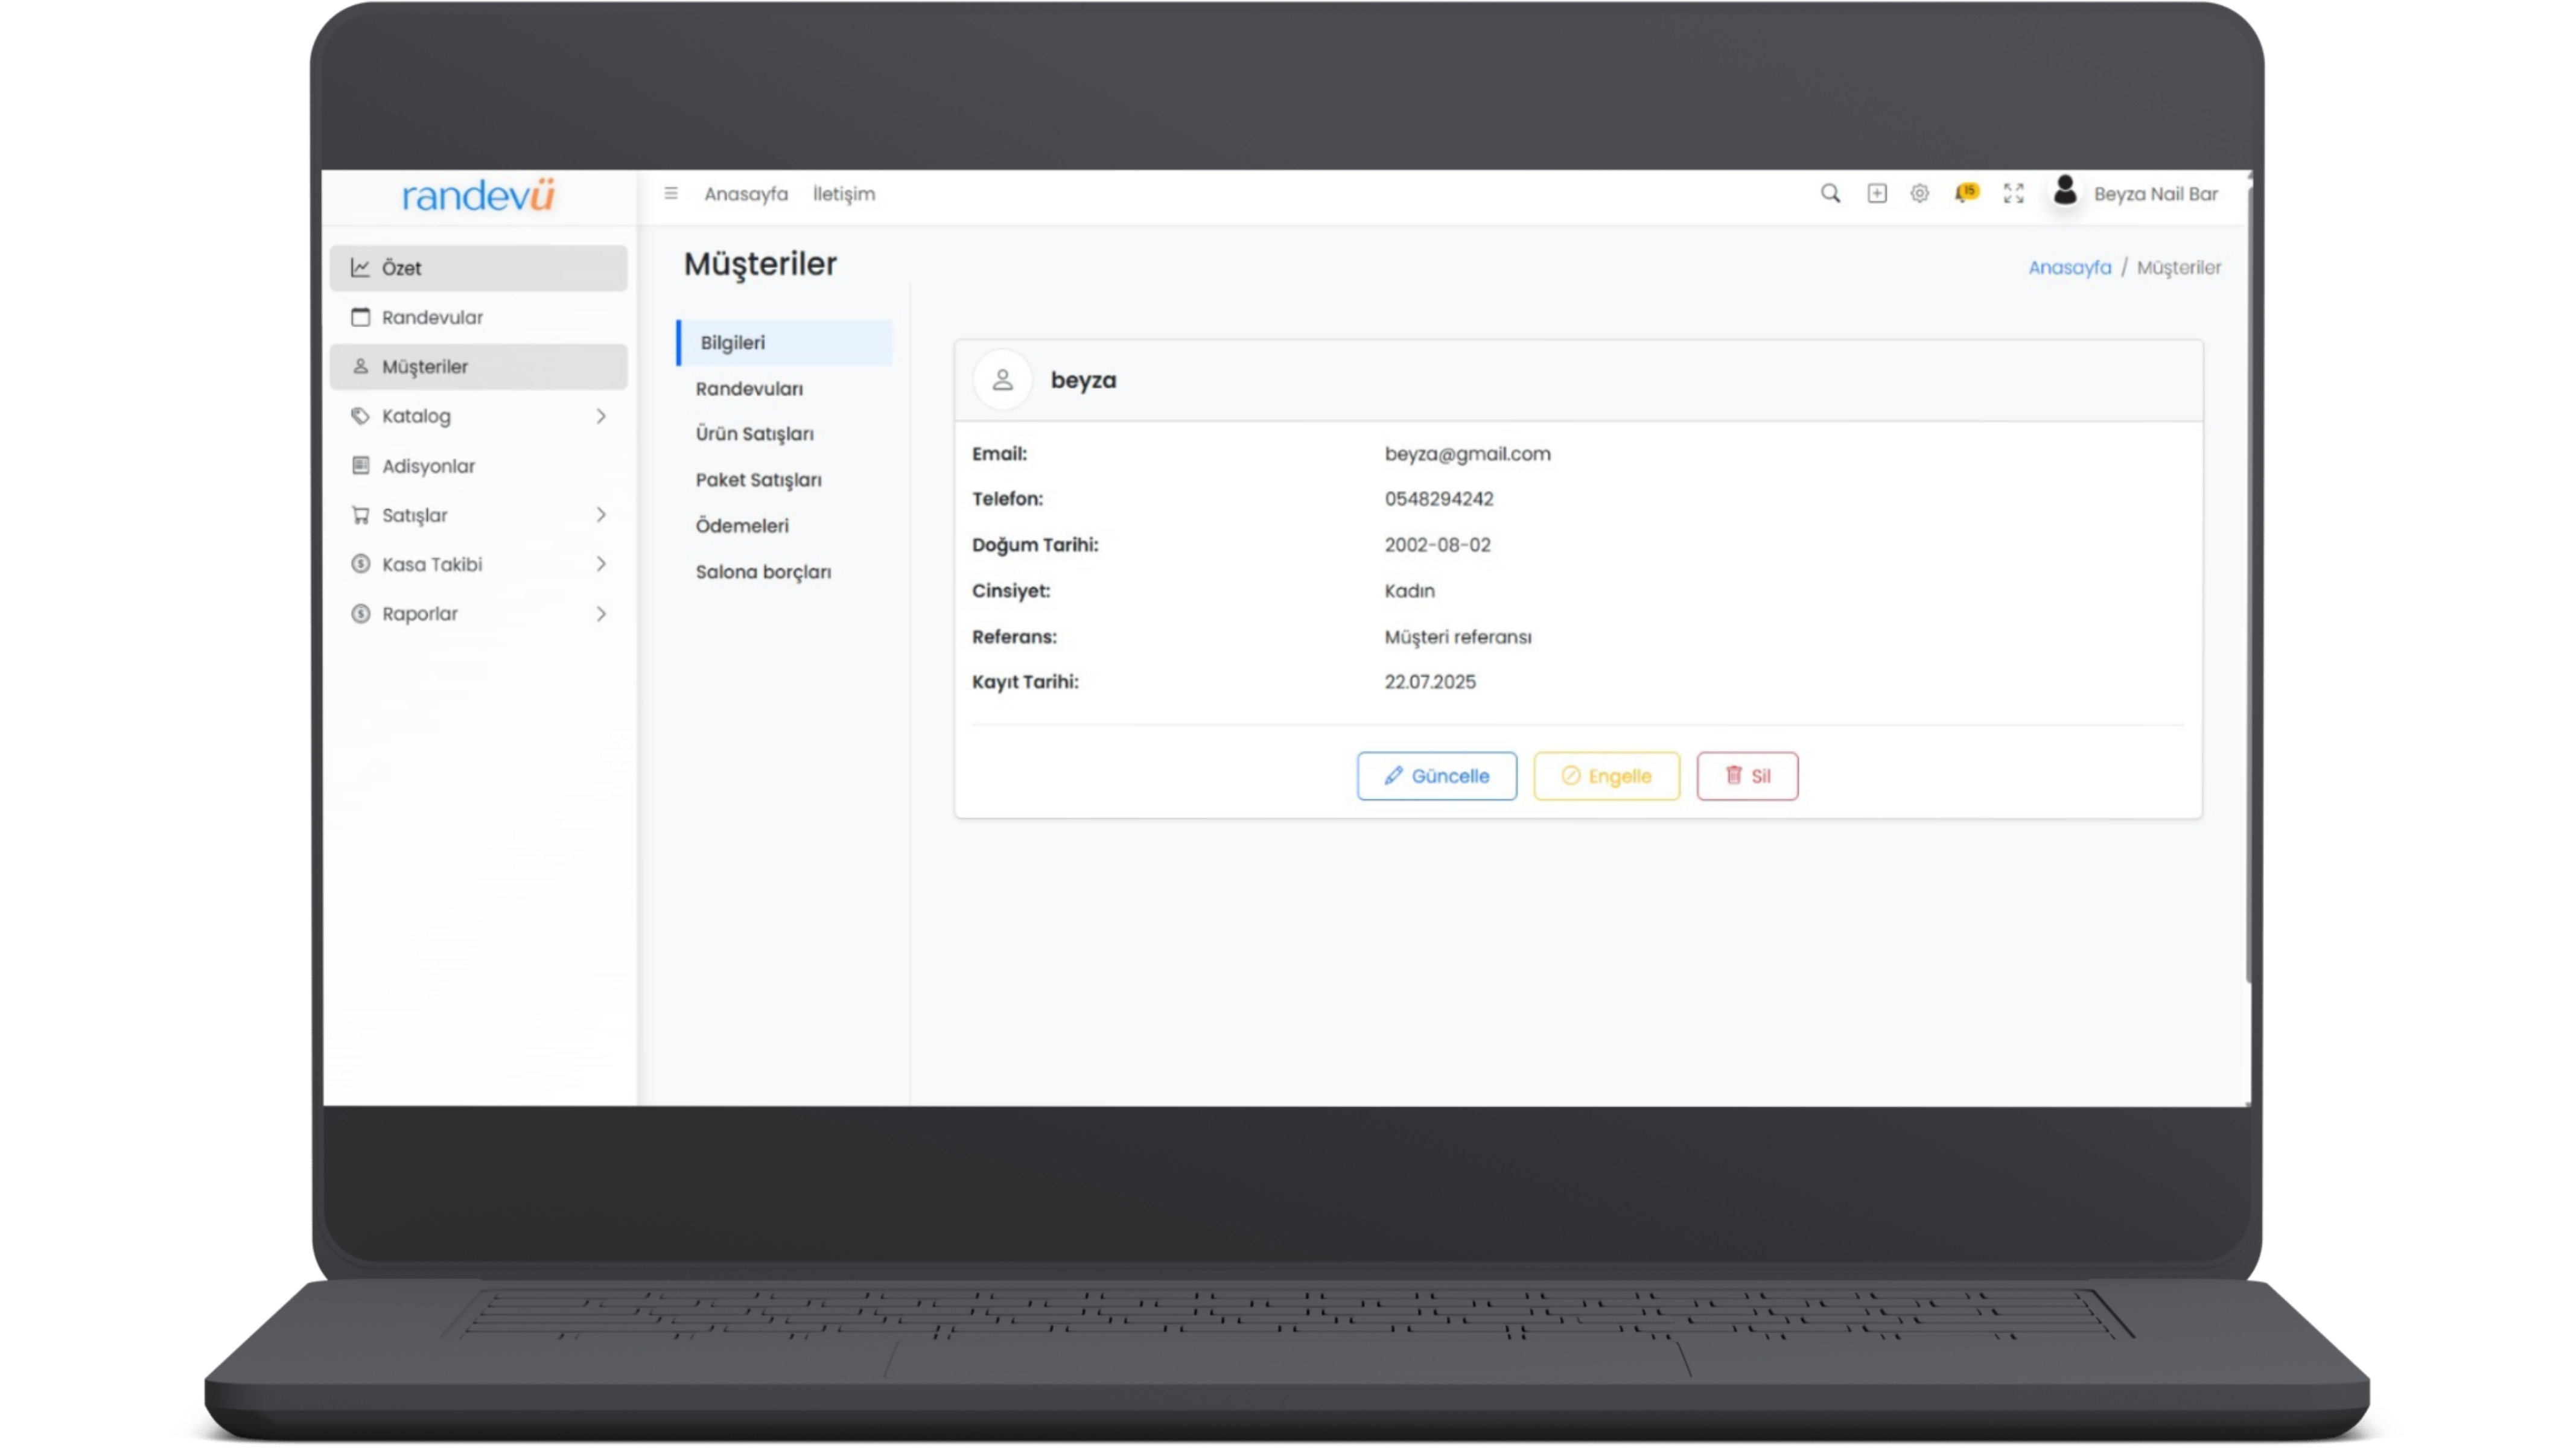 randevü
Anasayfa İletişim
15
Beyza Nail Bar
Özet
Randevular
Müşteriler
Katalog
Adisyonlar
Satışlar
Kasa Takibi
Raporlar
Müşteriler
Anasayfa / Müşteriler
Bilgileri
Randevuları
Ürün Satışları
Paket Satışları
Ödemeleri
Salona borçları
beyza
Email: beyza@gmail.com
Telefon: 0548294242
Doğum Tarihi: 2002-08-02
Cinsiyet: Kadın
Referans: Müşteri referansı
Kayıt Tarihi: 22.07.2025
Güncelle Engelle Sil